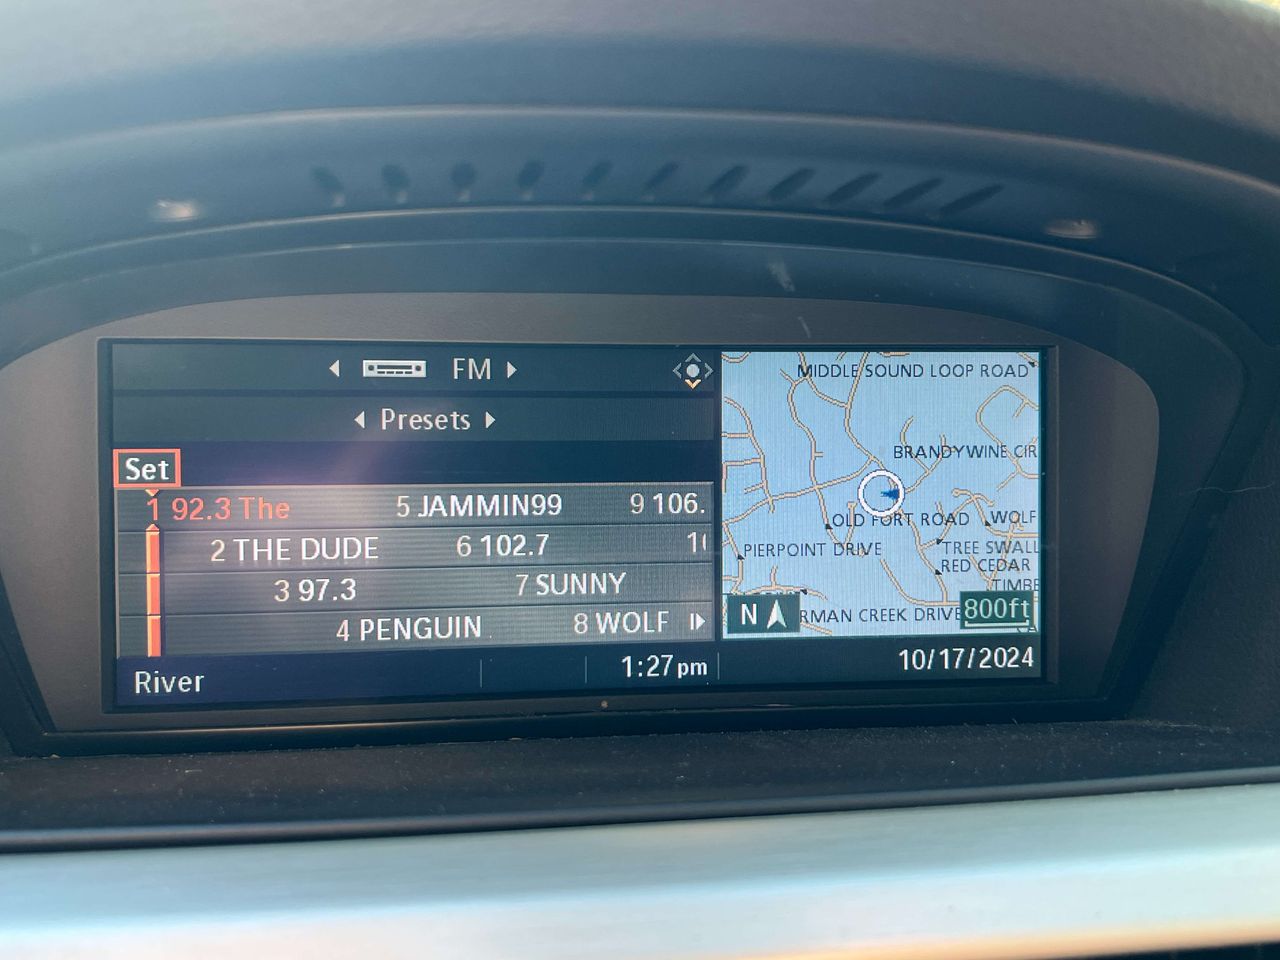 FM
Presets
Set
1 92.3 The 5 JAMMIN99 9 106.
2 THE DUDE 6 102.7
3 97.3 7 SUNNY
4 PENGUIN 8 WOLF
River 1:27pm
MIDDLE SOUND LOOP ROAD
BRANDYWINE CIR
OLD FORT ROAD WOLF
PIERPOINT DRIVE TREE SWALL
RED CEDAR
TIMBE
N RMAN CREEK DRIVE 800ft
10/17/2024